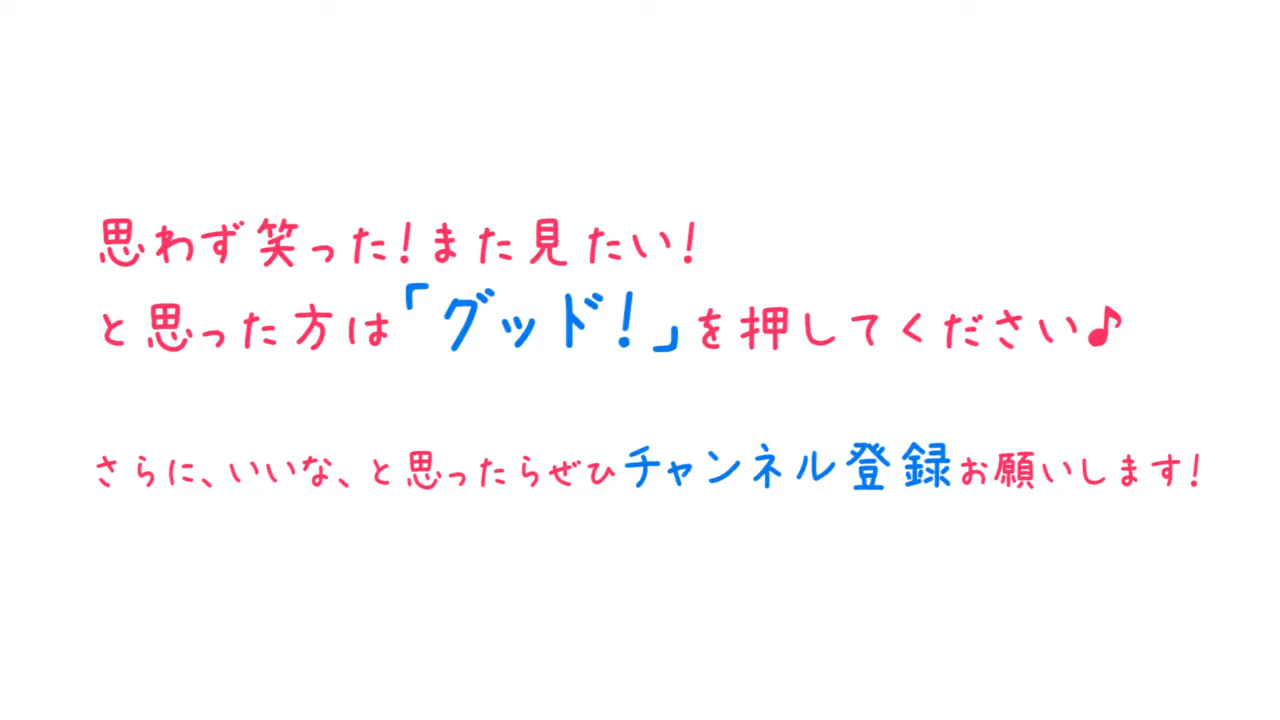 思わず笑った!また見たい!
と思った方は「グッド!」を押してください♪
さらに、いいな、と思ったらぜひチャンネル登録お願いします!